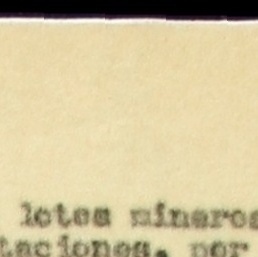 lotes mineros
taciones, por